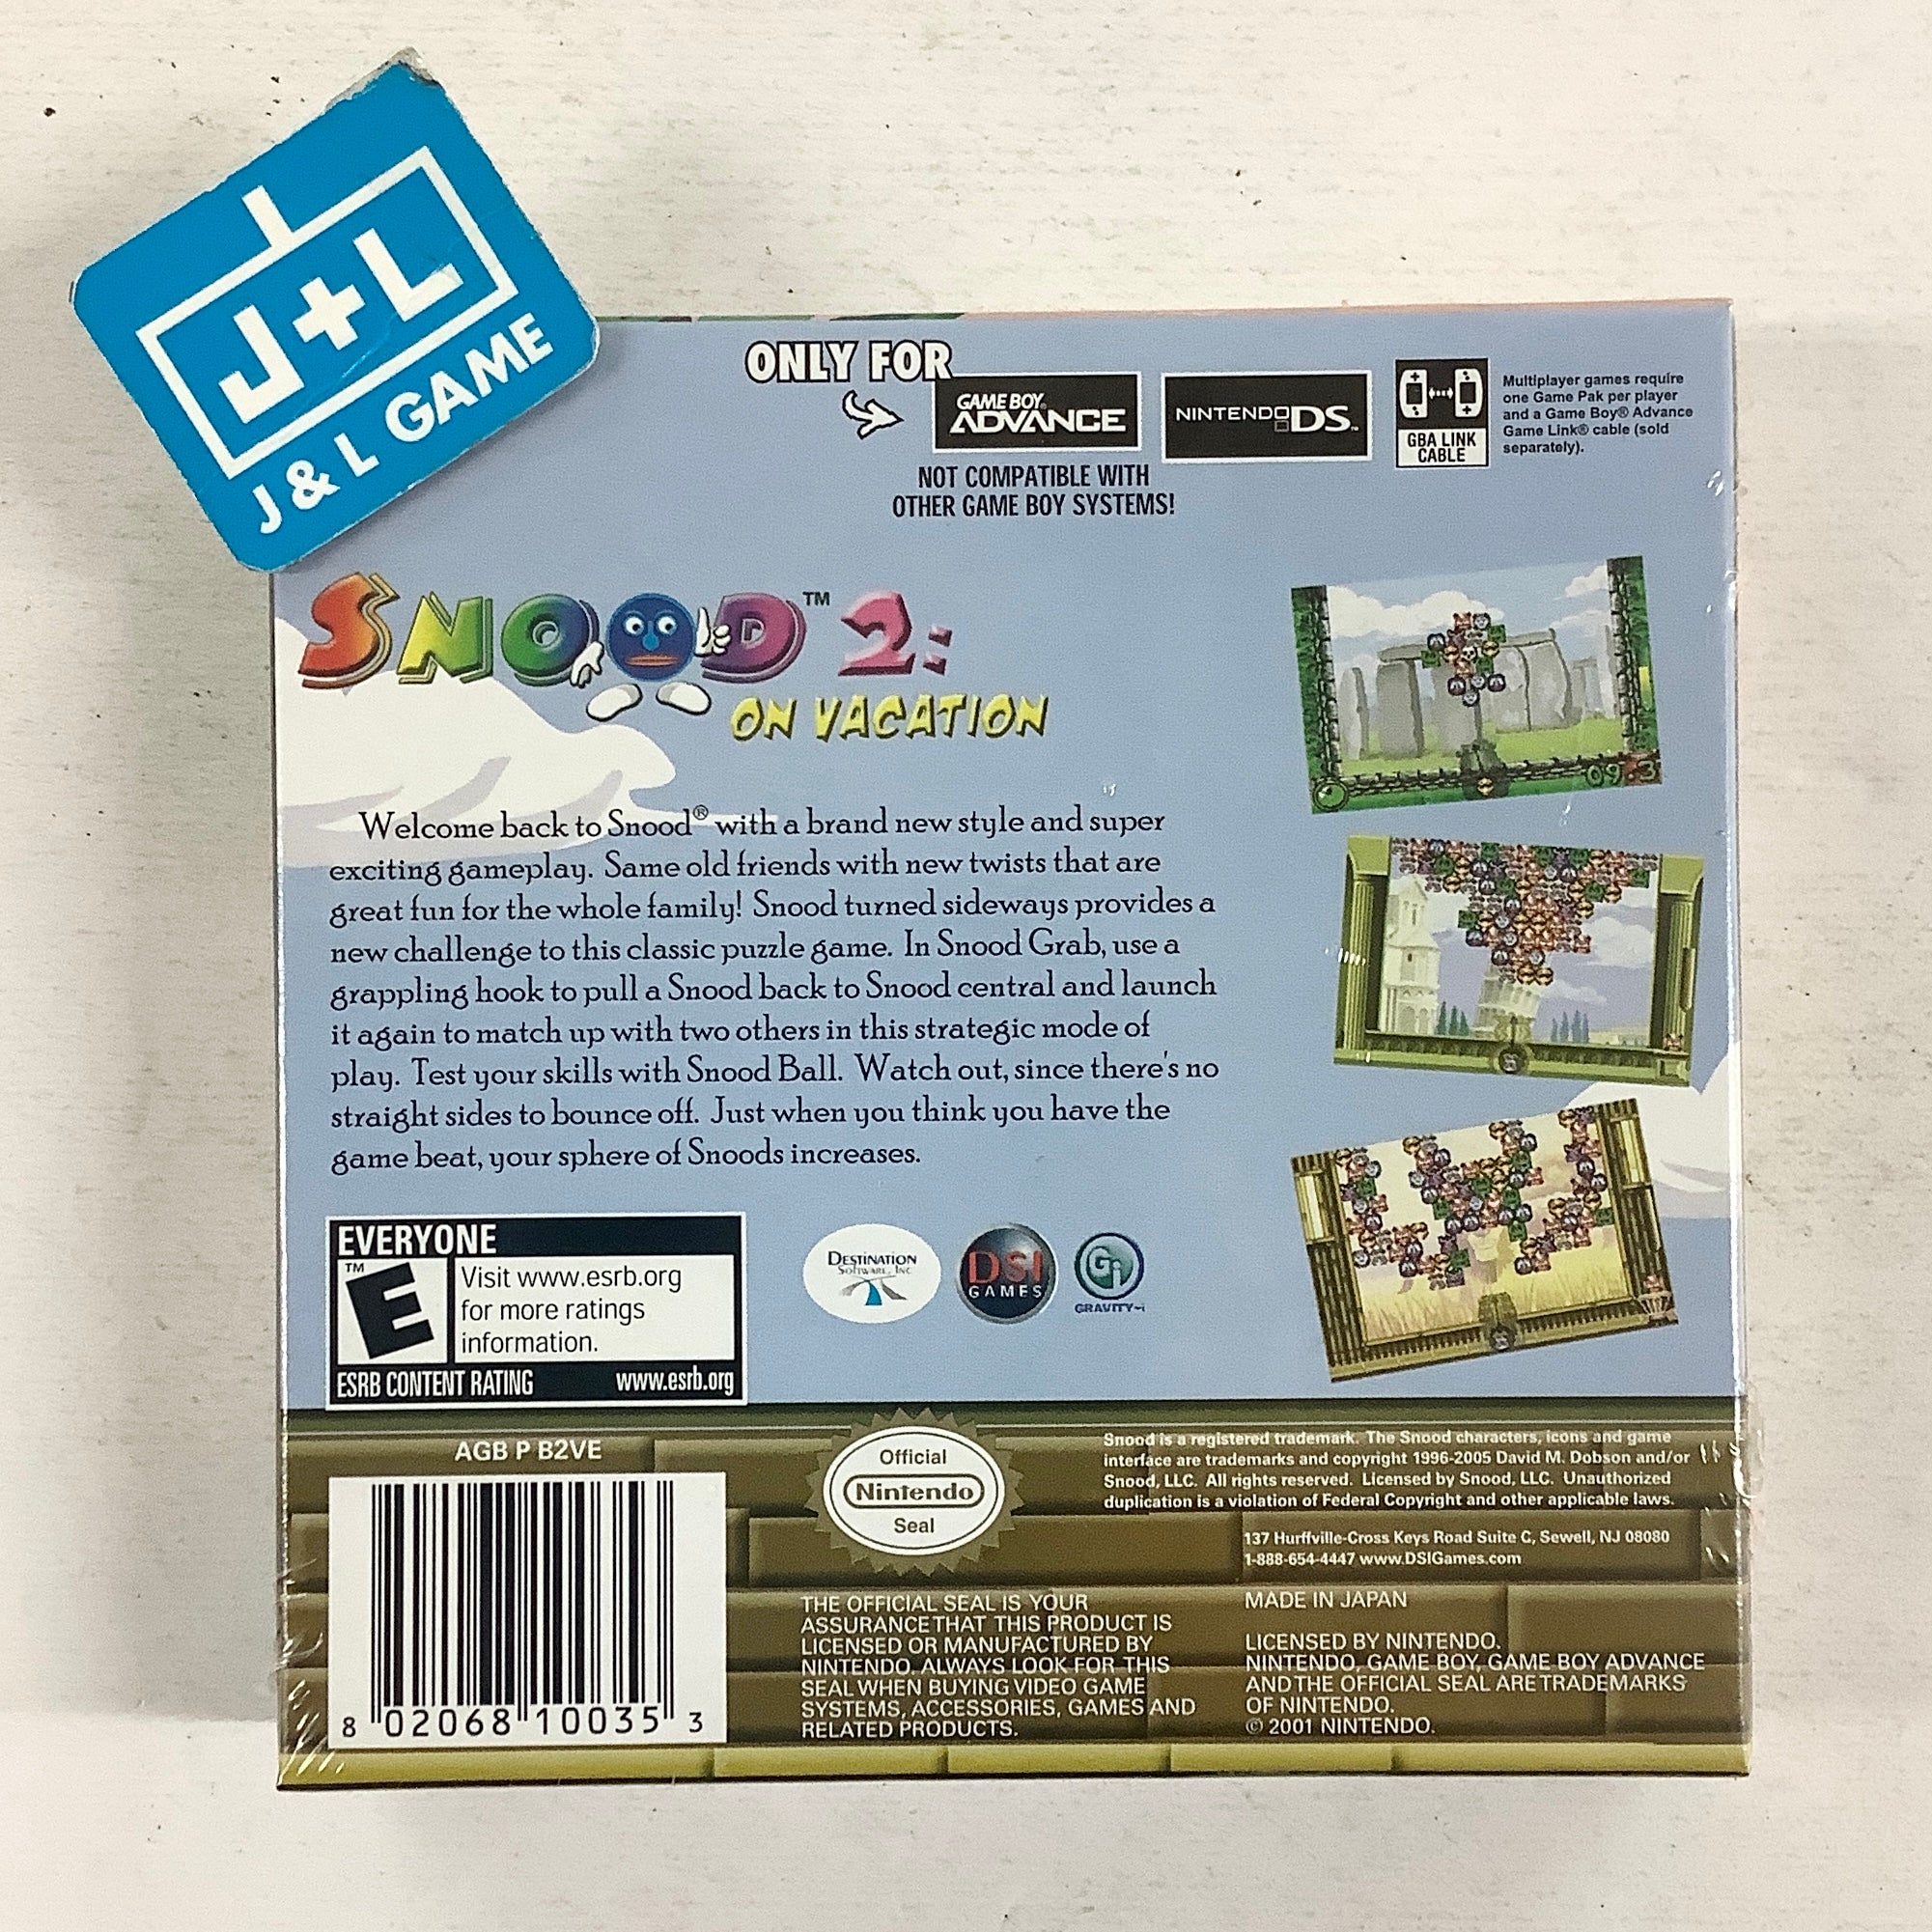 J+L
J & L GAME
ONLY FOR
GAME BOY ADVANCE
NINTENDO DS™
GBA LINK
CABLE
Multiplayer games require
one Game Pak per player
and a Game Boy® Advance
Game Link® cable (sold
separately).
NOT COMPATIBLE WITH
OTHER GAME BOY SYSTEMS!
SNOOD™ 2:
ON VACATION
Welcome back to Snood® with a brand new style and super
exciting gameplay. Same old friends with new twists that are
great fun for the whole family! Snood turned sideways provides a
new challenge to this classic puzzle game. In Snood Grab, use a
grappling hook to pull a Snood back to Snood central and launch
it again to match up with two others in this strategic mode of
play. Test your skills with Snood Ball. Watch out, since there's no
straight sides to bounce off. Just when you think you have the
game beat, your sphere of Snoods increases.
09.3
EVERYONE
E™
Visit www.esrb.org
for more ratings
information.
ESRB CONTENT RATING www.esrb.org
DESTINATION
SOFTWARE, INC
DSI
GAMES
Gi
GRAVITY-i
AGB P B2VE
8 02068 10035 3
Official
Nintendo
Seal
THE OFFICIAL SEAL IS YOUR
ASSURANCE THAT THIS PRODUCT IS
LICENSED OR MANUFACTURED BY
NINTENDO. ALWAYS LOOK FOR THIS
SEAL WHEN BUYING VIDEO GAME
SYSTEMS, ACCESSORIES, GAMES AND
RELATED PRODUCTS.
Snood is a registered trademark. The Snood characters, icons and game
interface are trademarks and copyright 1996-2005 David M. Dobson and/or
Snood, LLC. All rights reserved. Licensed by Snood, LLC. Unauthorized
duplication is a violation of Federal Copyright and other applicable laws.
137 Hurffville-Cross Keys Road Suite C, Sewell, NJ 08080
1-888-654-4447 www.DSIGames.com
MADE IN JAPAN
LICENSED BY NINTENDO.
NINTENDO, GAME BOY, GAME BOY ADVANCE
AND THE OFFICIAL SEAL ARE TRADEMARKS
OF NINTENDO.
© 2001 NINTENDO.